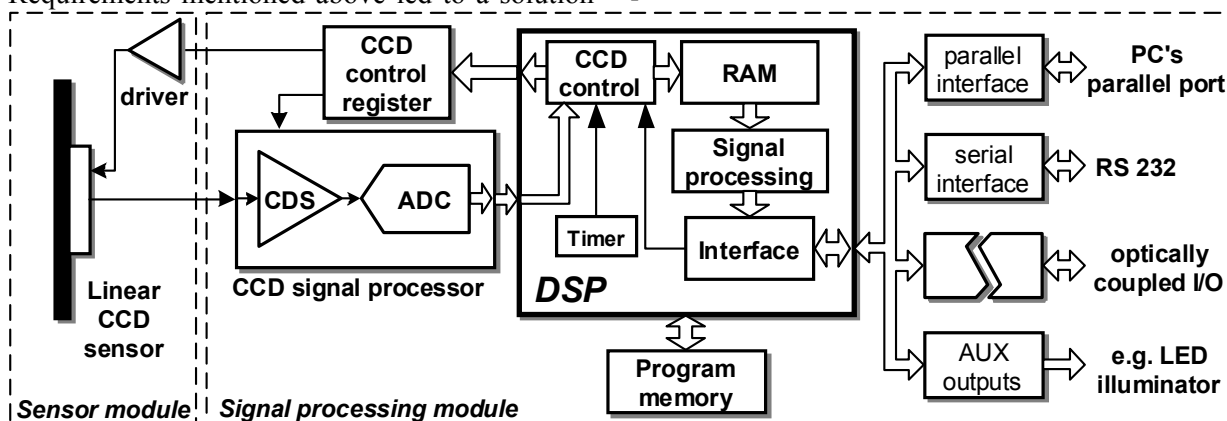 Requirements mentioned above led to a solution
driver
CCD
control
register
CCD
control
RAM
parallel
interface
PC's
parallel port
CDS
ADC
Signal
processing
serial
interface
RS 232
Timer
Interface
CCD signal processor
DSP
optically
coupled I/O
Linear
CCD
sensor
Program
memory
AUX
outputs
e.g. LED
illuminator
Sensor module
Signal processing module